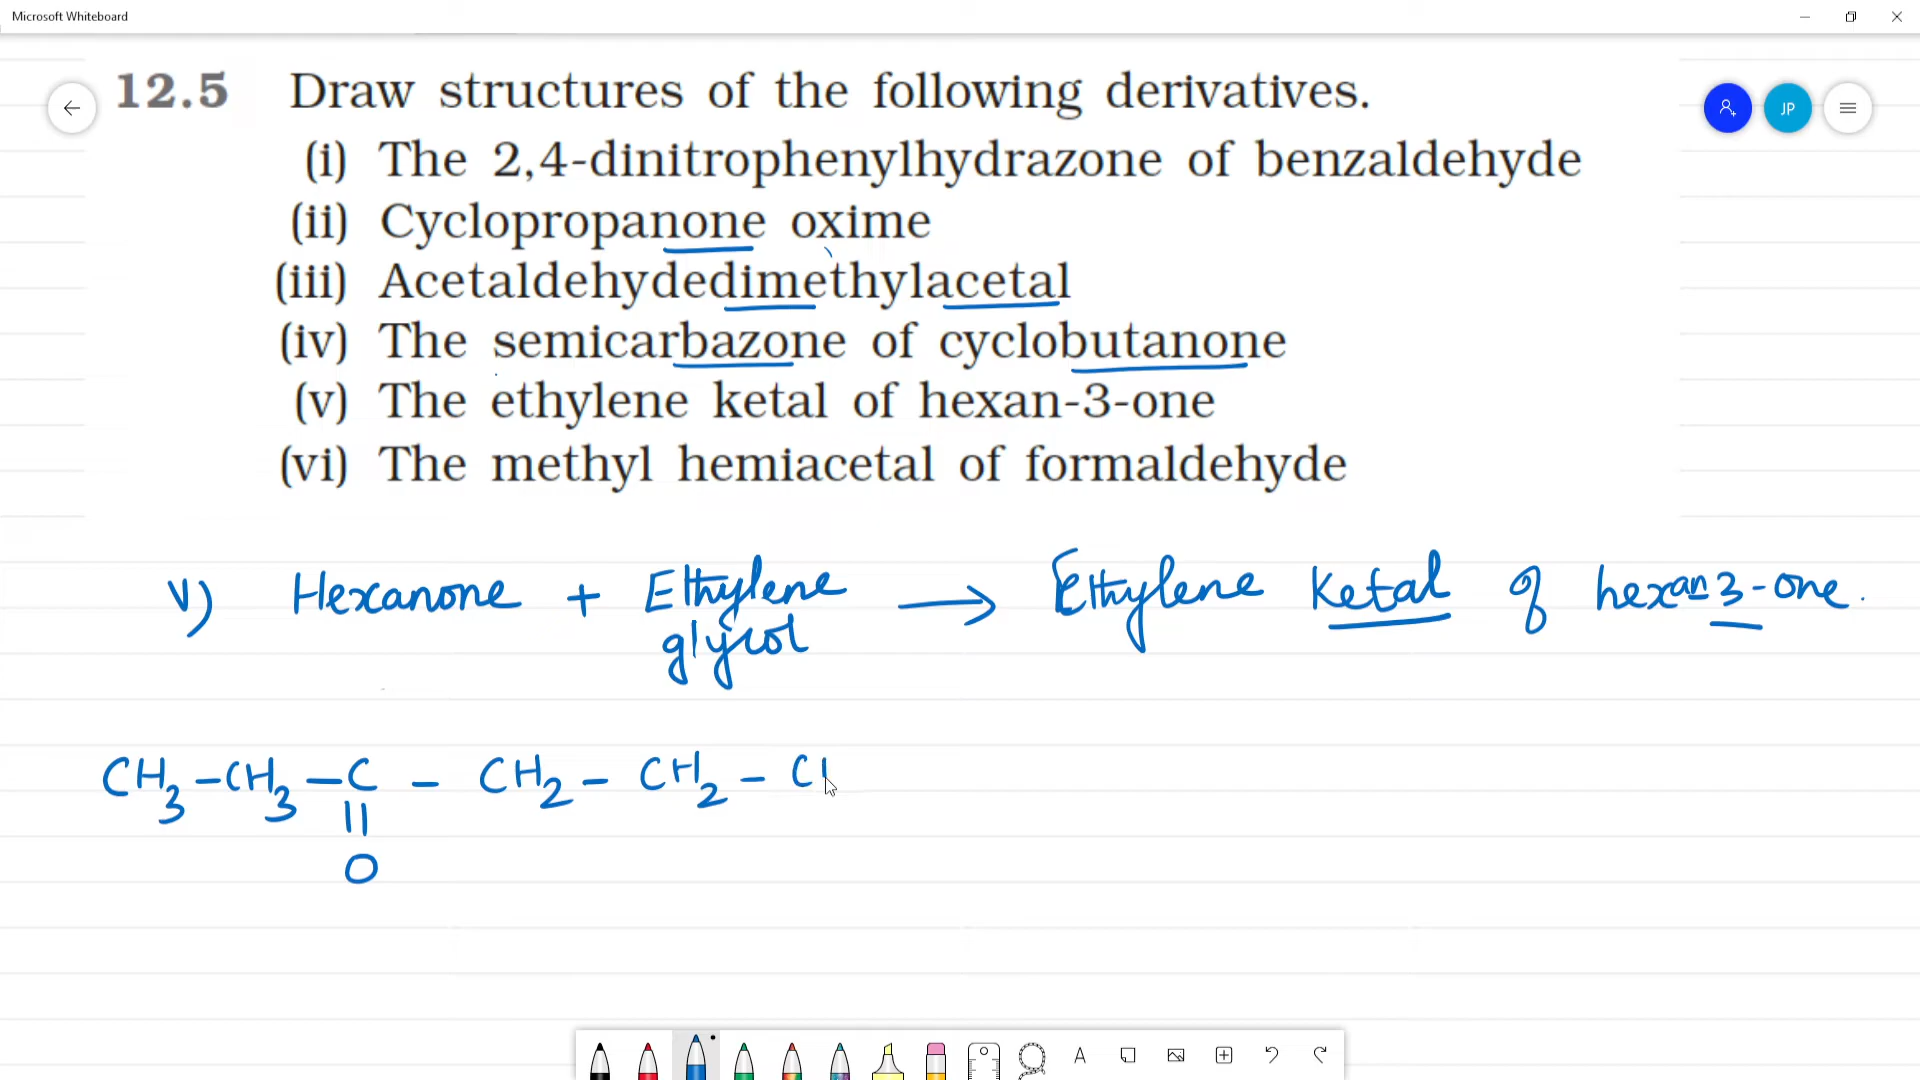 Microsoft Whiteboard
12.5 Draw structures of the following derivatives.
JP
(i) The 2,4-dinitrophenylhydrazone of benzaldehyde
(ii) Cyclopropanone oxime
(iii) Acetaldehydedimethylacetal
(iv) The semicarbazone of cyclobutanone
(v) The ethylene ketal of hexan-3-one
(vi) The methyl hemiacetal of formaldehyde
V) Hexanone + Ethylene glycol → Ethylene Ketal of hexan 3-one.
CH3 - CH3 - C - CH2 - CH2 - Cl
||
O
A